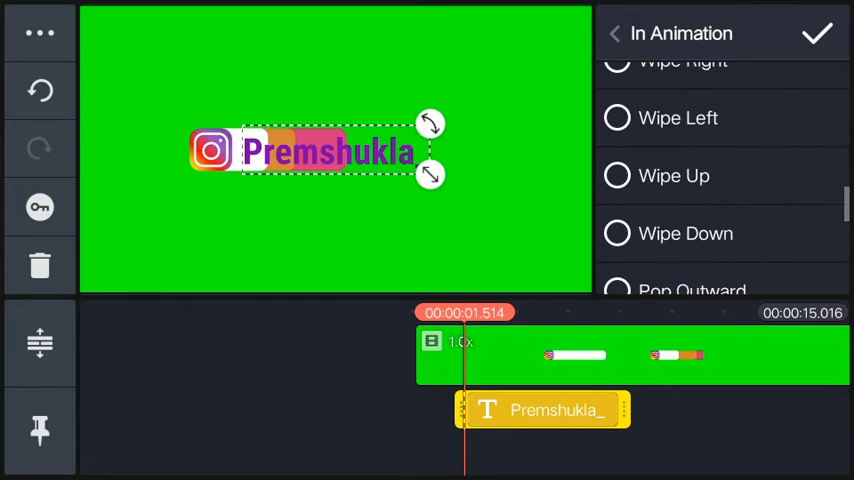 In Animation
Wipe Right
Wipe Left
Wipe Up
Wipe Down
Pop Outward
Premshukla
00:00:01.514
00:00:15.016
1.0x
T Premshukla_